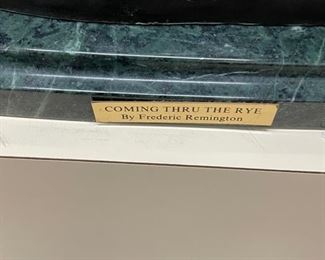 COMING THRU THE RYE
By Frederic Remington